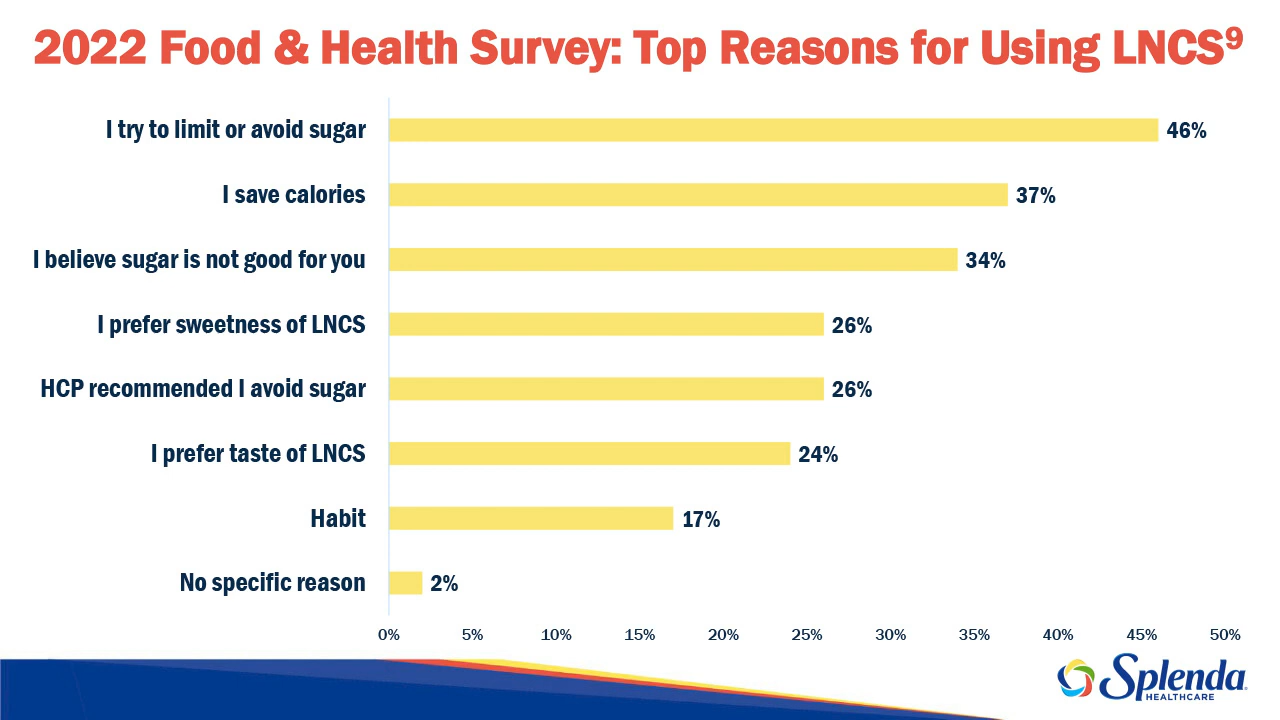 2022 Food & Health Survey: Top Reasons for Using LNCS⁹
I try to limit or avoid sugar 46%
I save calories 37%
I believe sugar is not good for you 34%
I prefer sweetness of LNCS 26%
HCP recommended I avoid sugar 26%
I prefer taste of LNCS 24%
Habit 17%
No specific reason 2%
0% 5% 10% 15% 20% 25% 30% 35% 40% 45% 50%
Splenda
HEALTHCARE